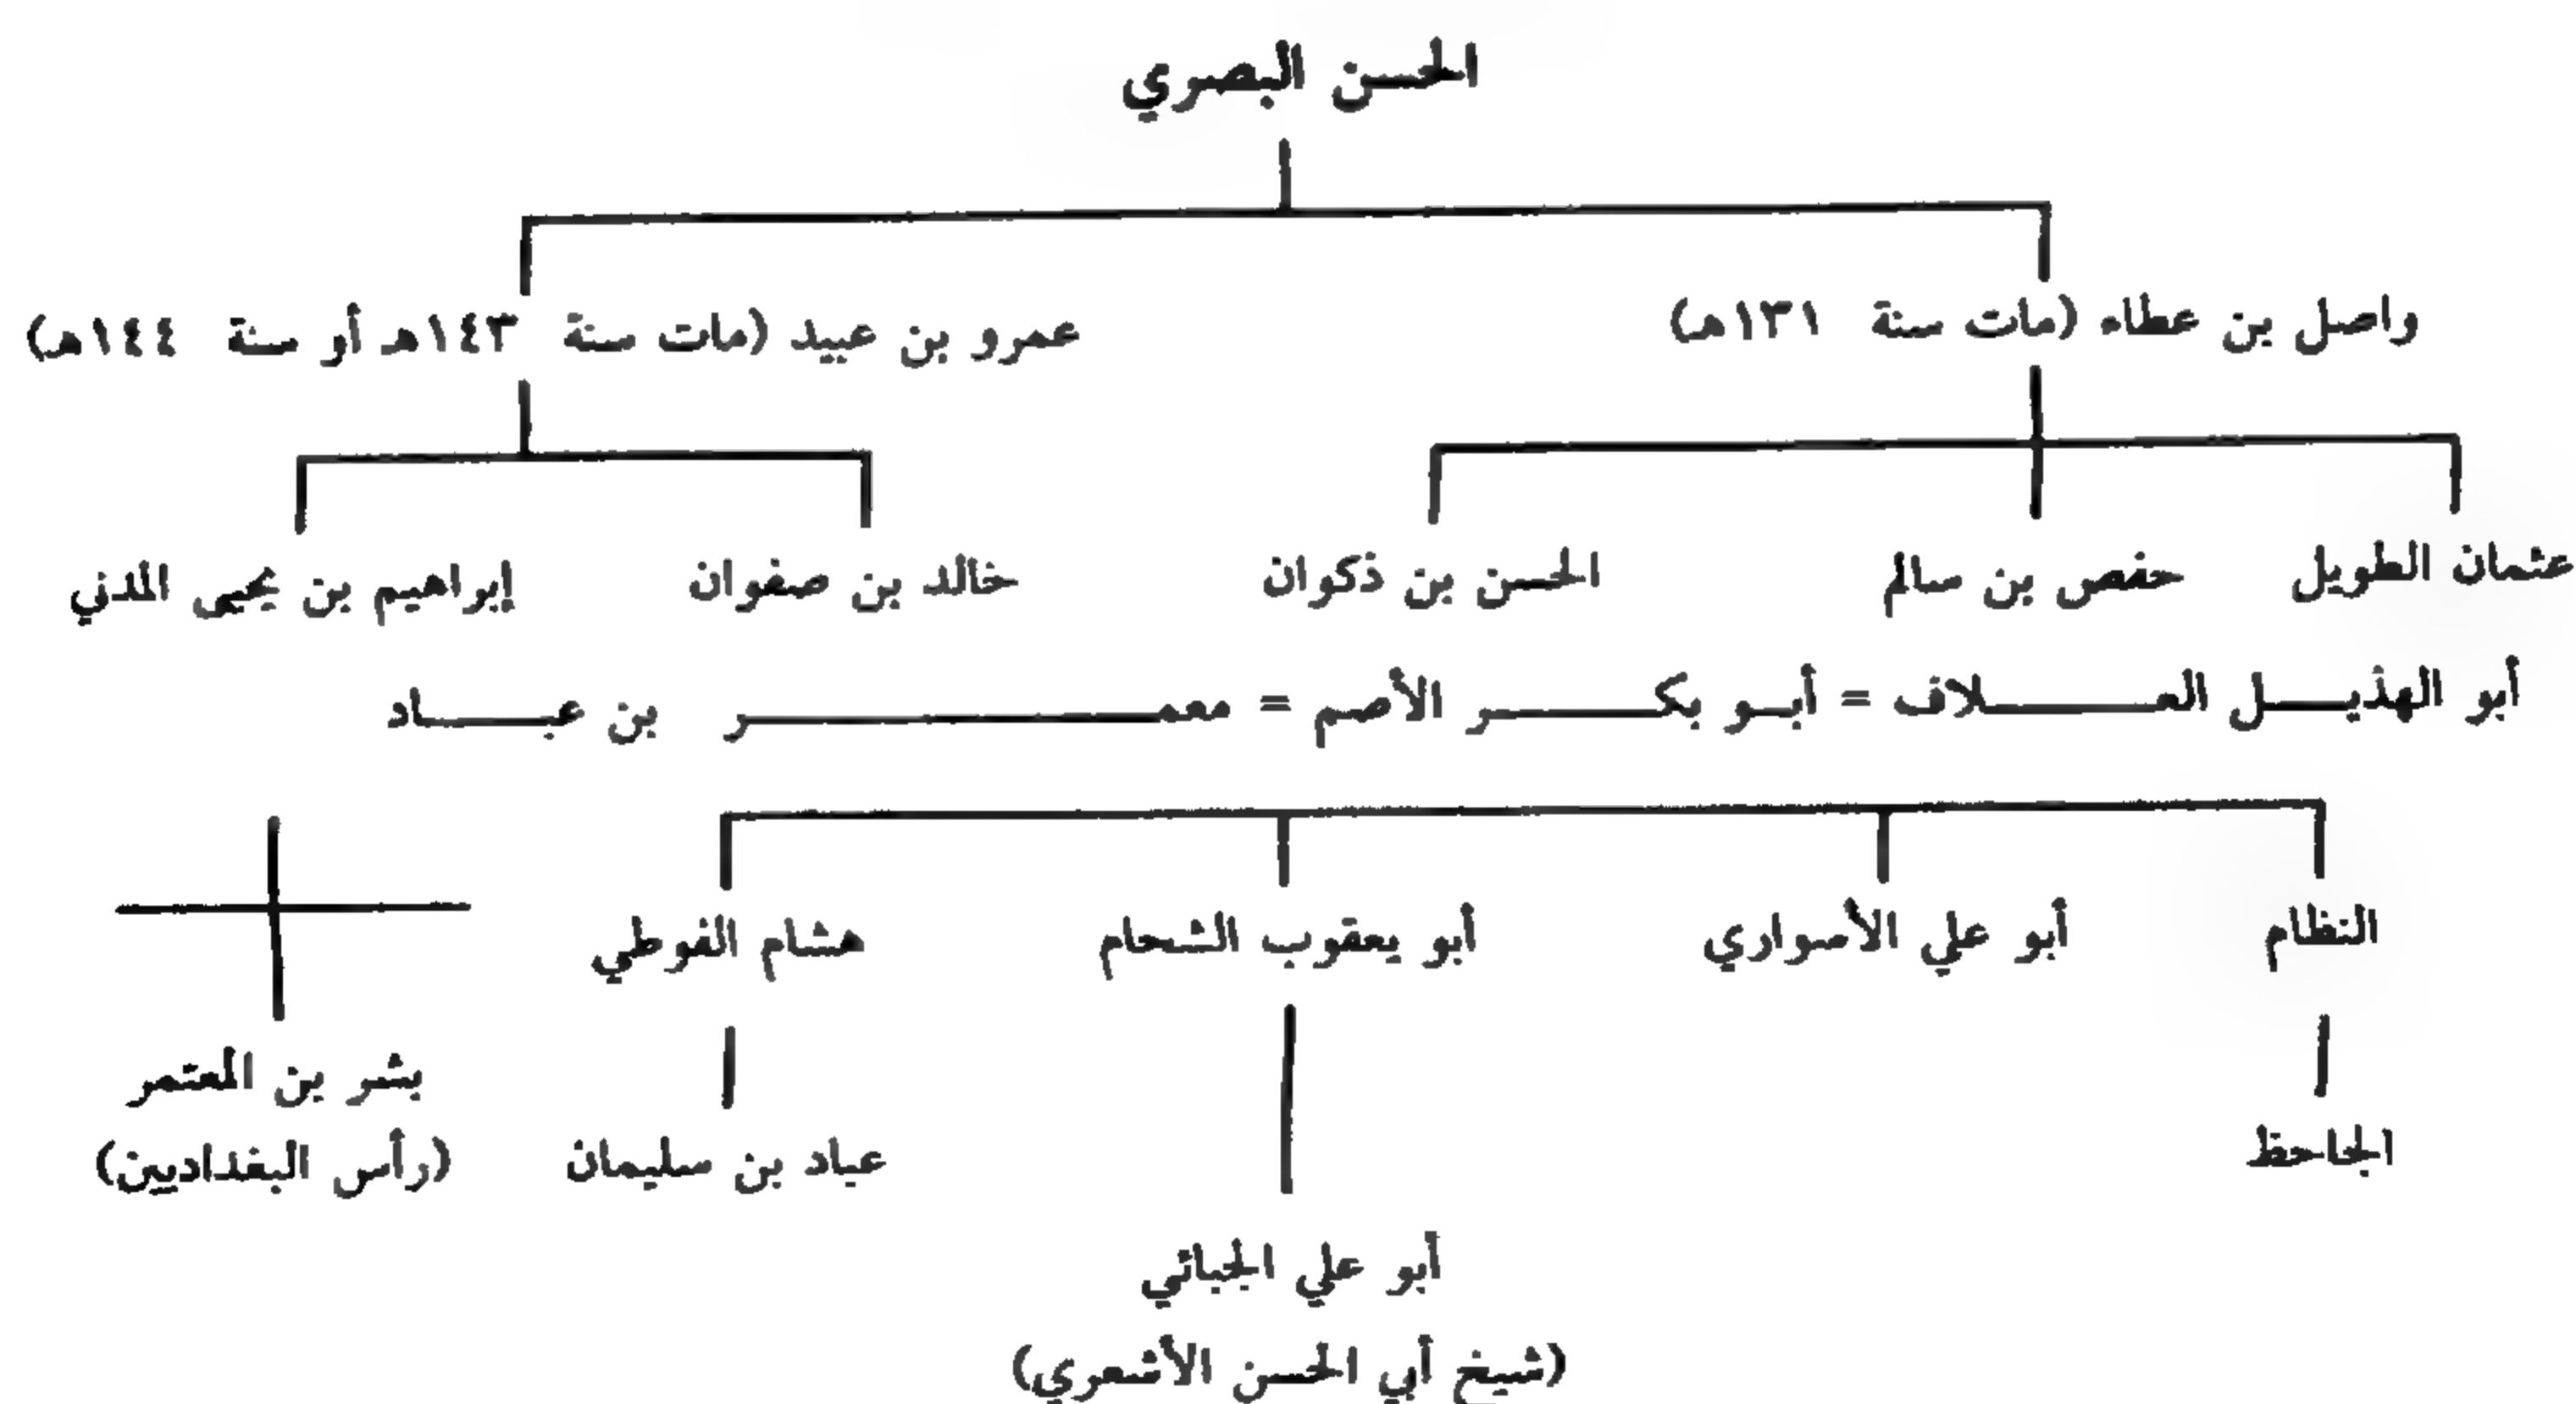 الحسن البصري
واصل بن عطاء (مات سنة ١٣١هـ)
عمرو بن عبيد (مات سنة ١٤٣هـ أو سنة ١٤٤هـ)
عثمان الطويل
حفص بن سالم
الحسن بن ذكوان
خالد بن صفوان
إبراهيم بن يحيى المدني
أبو الهذيل العلاف = أبو بكر الأصم = معمر بن عباد
النظام
أبو علي الأسواري
أبو يعقوب الشحام
هشام الفوطي
الجاحظ
عباد بن سليمان
بشر بن المعتمر
(رأس البغداديين)
أبو علي الجبائي
(شيخ أبي الحسن الأشعري)